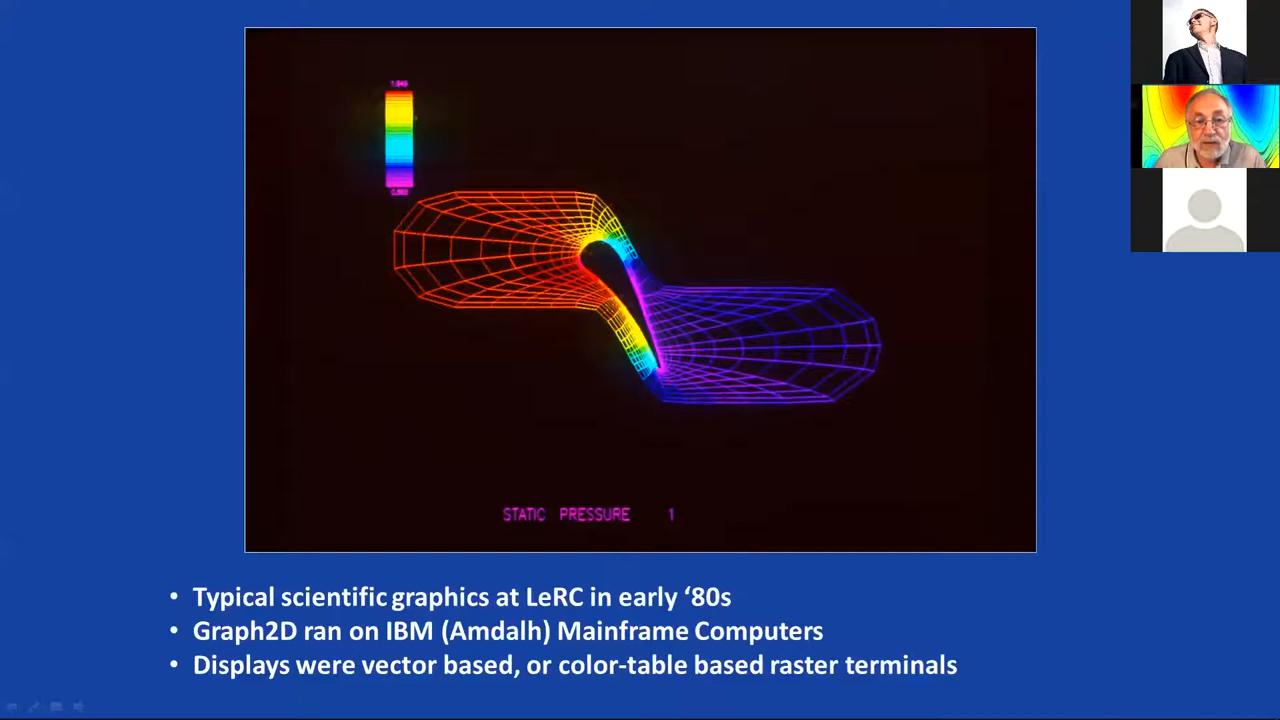 STATIC PRESSURE 1
• Typical scientific graphics at LeRC in early ‘80s
• Graph2D ran on IBM (Amdalh) Mainframe Computers
• Displays were vector based, or color-table based raster terminals